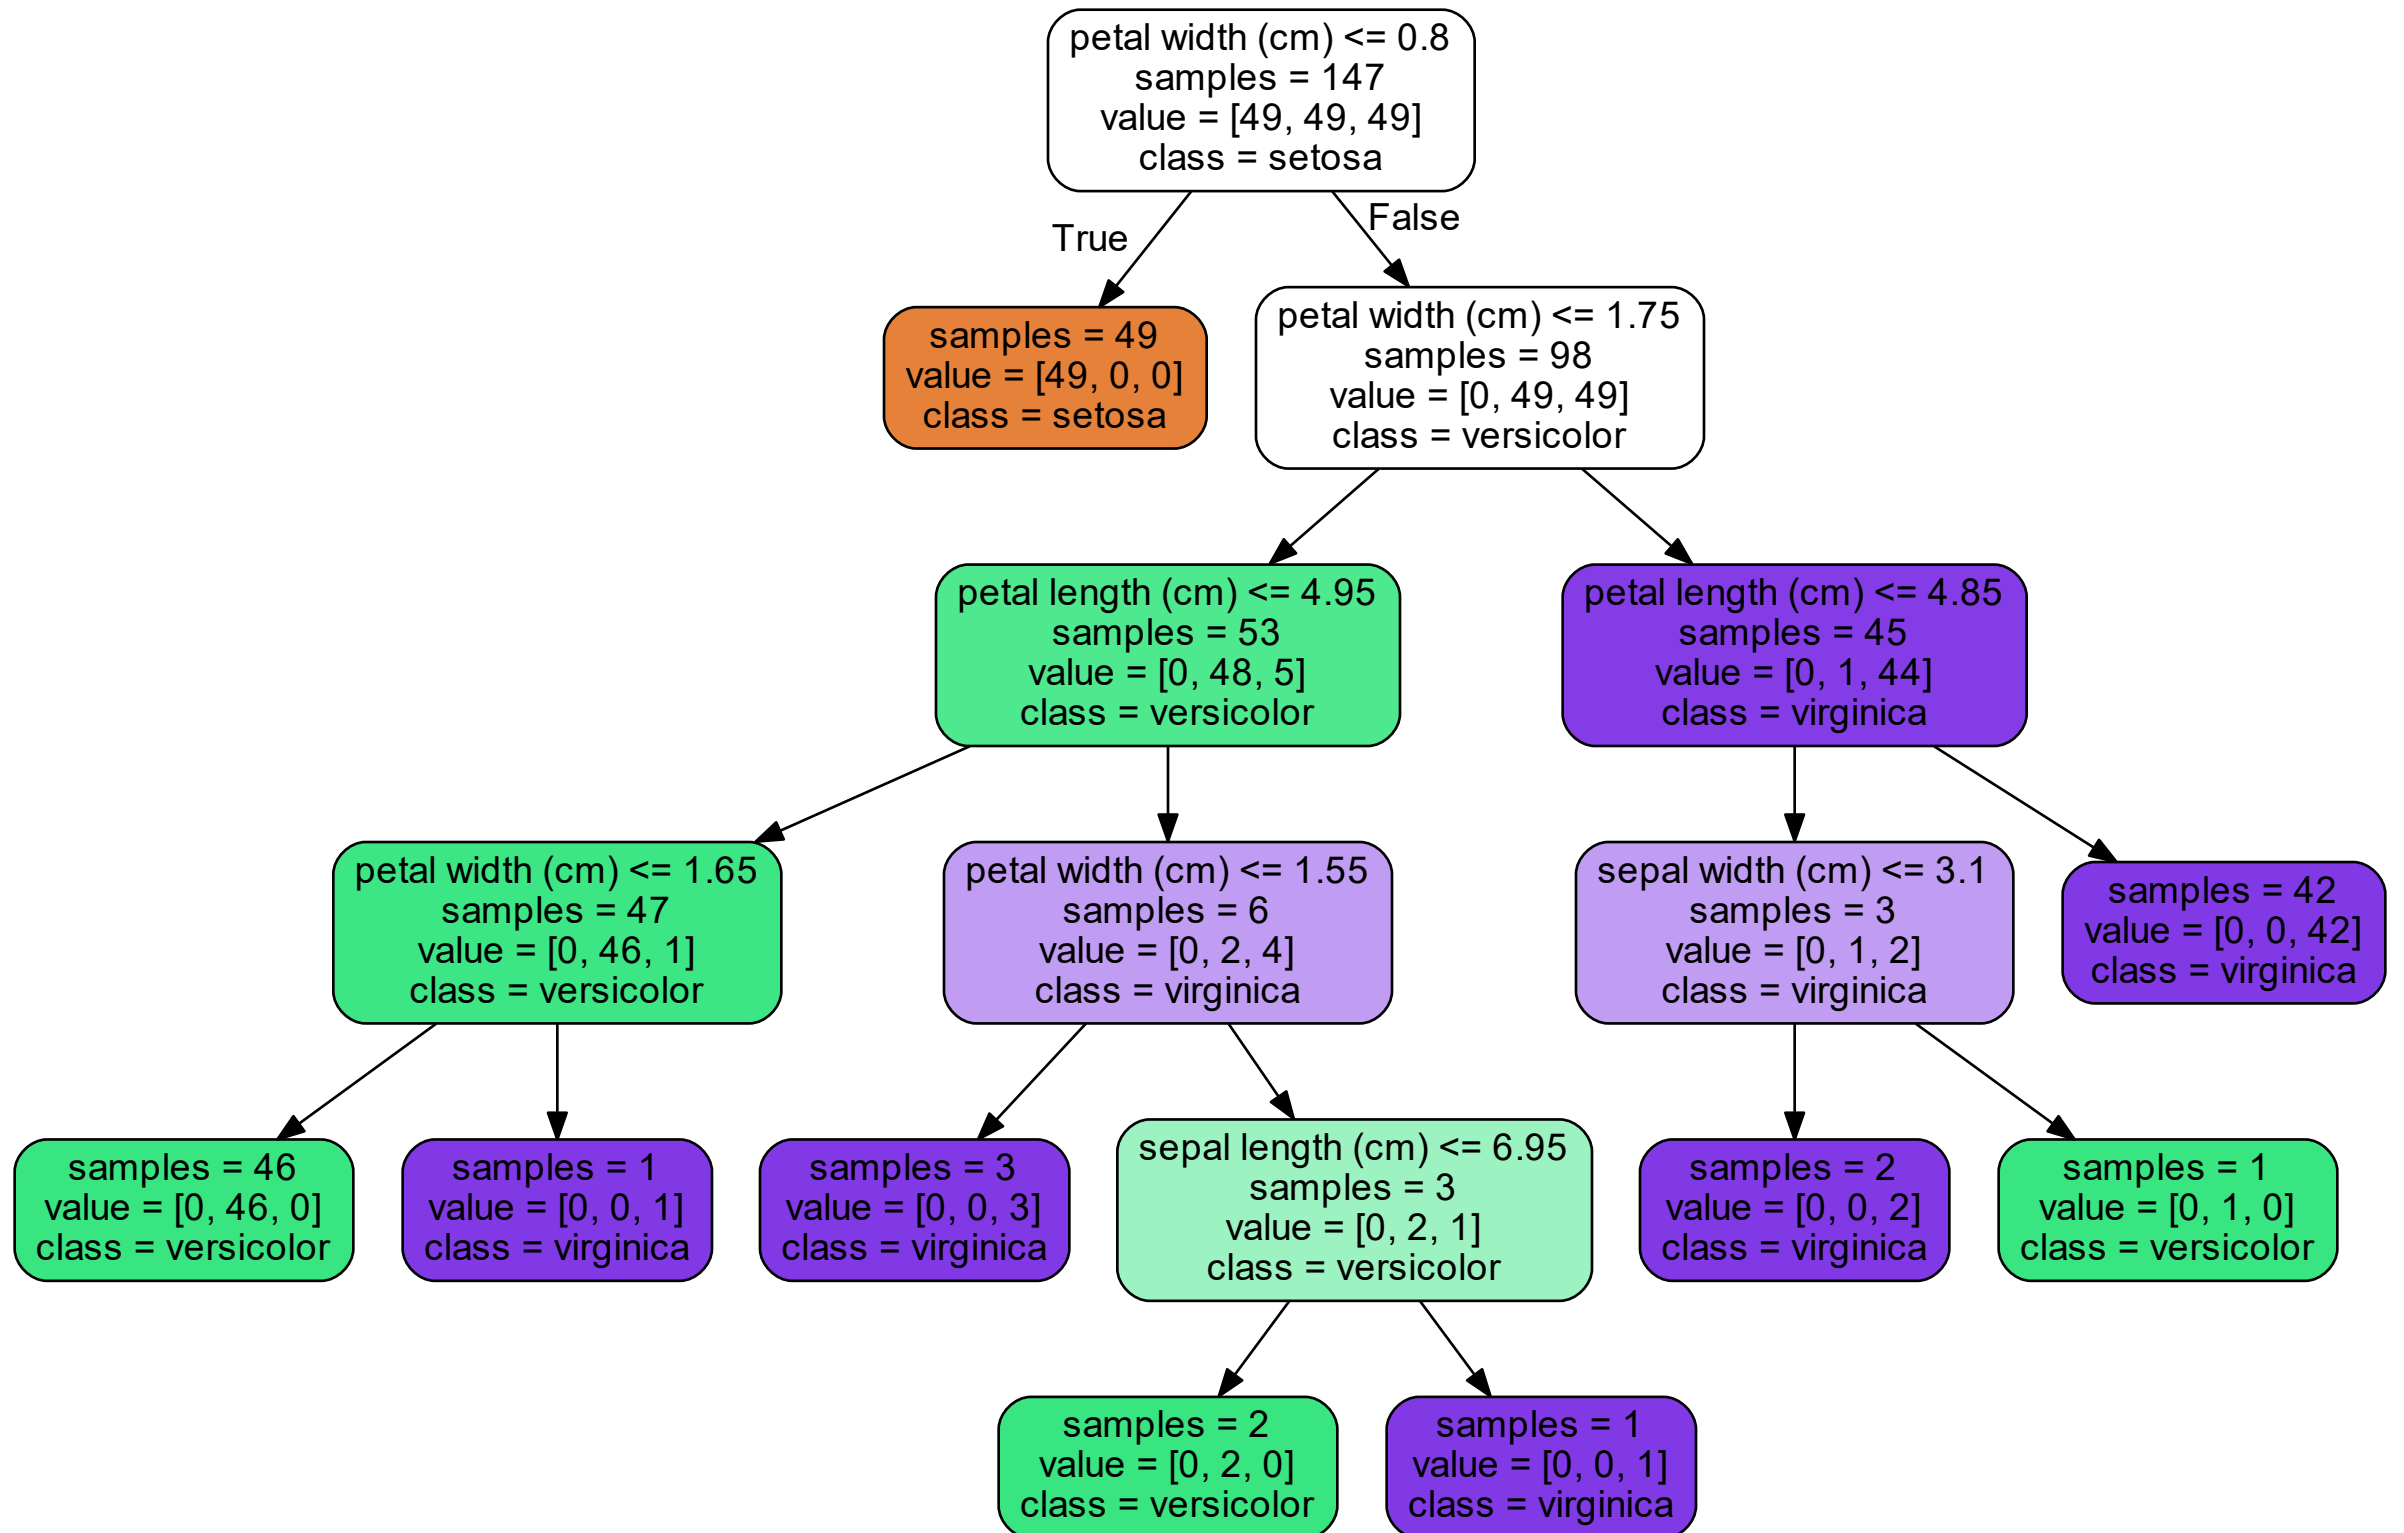 petal width (cm) <= 0.8
samples = 147
value = [49, 49, 49]
class = setosa
True
False
samples = 49
value = [49, 0, 0]
class = setosa
petal width (cm) <= 1.75
samples = 98
value = [0, 49, 49]
class = versicolor
petal length (cm) <= 4.95
samples = 53
value = [0, 48, 5]
class = versicolor
petal length (cm) <= 4.85
samples = 45
value = [0, 1, 44]
class = virginica
petal width (cm) <= 1.65
samples = 47
value = [0, 46, 1]
class = versicolor
petal width (cm) <= 1.55
samples = 6
value = [0, 2, 4]
class = virginica
sepal width (cm) <= 3.1
samples = 3
value = [0, 1, 2]
class = virginica
samples = 42
value = [0, 0, 42]
class = virginica
samples = 46
value = [0, 46, 0]
class = versicolor
samples = 1
value = [0, 0, 1]
class = virginica
samples = 3
value = [0, 0, 3]
class = virginica
sepal length (cm) <= 6.95
samples = 3
value = [0, 2, 1]
class = versicolor
samples = 2
value = [0, 0, 2]
class = virginica
samples = 1
value = [0, 1, 0]
class = versicolor
samples = 2
value = [0, 2, 0]
class = versicolor
samples = 1
value = [0, 0, 1]
class = virginica